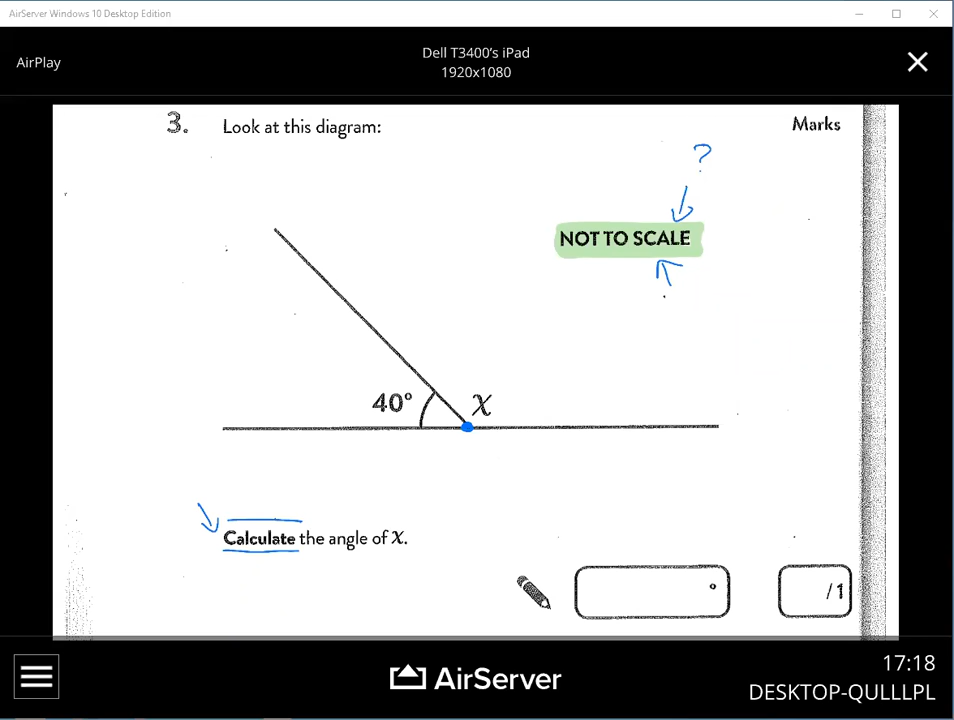 AirServer Windows 10 Desktop Edition
AirPlay
Dell T3400's iPad
1920x1080
3. Look at this diagram:
Marks
?
NOT TO SCALE
40°
x
Calculate the angle of x.
°
/1
AirServer
17:18
DESKTOP-QULLLPL